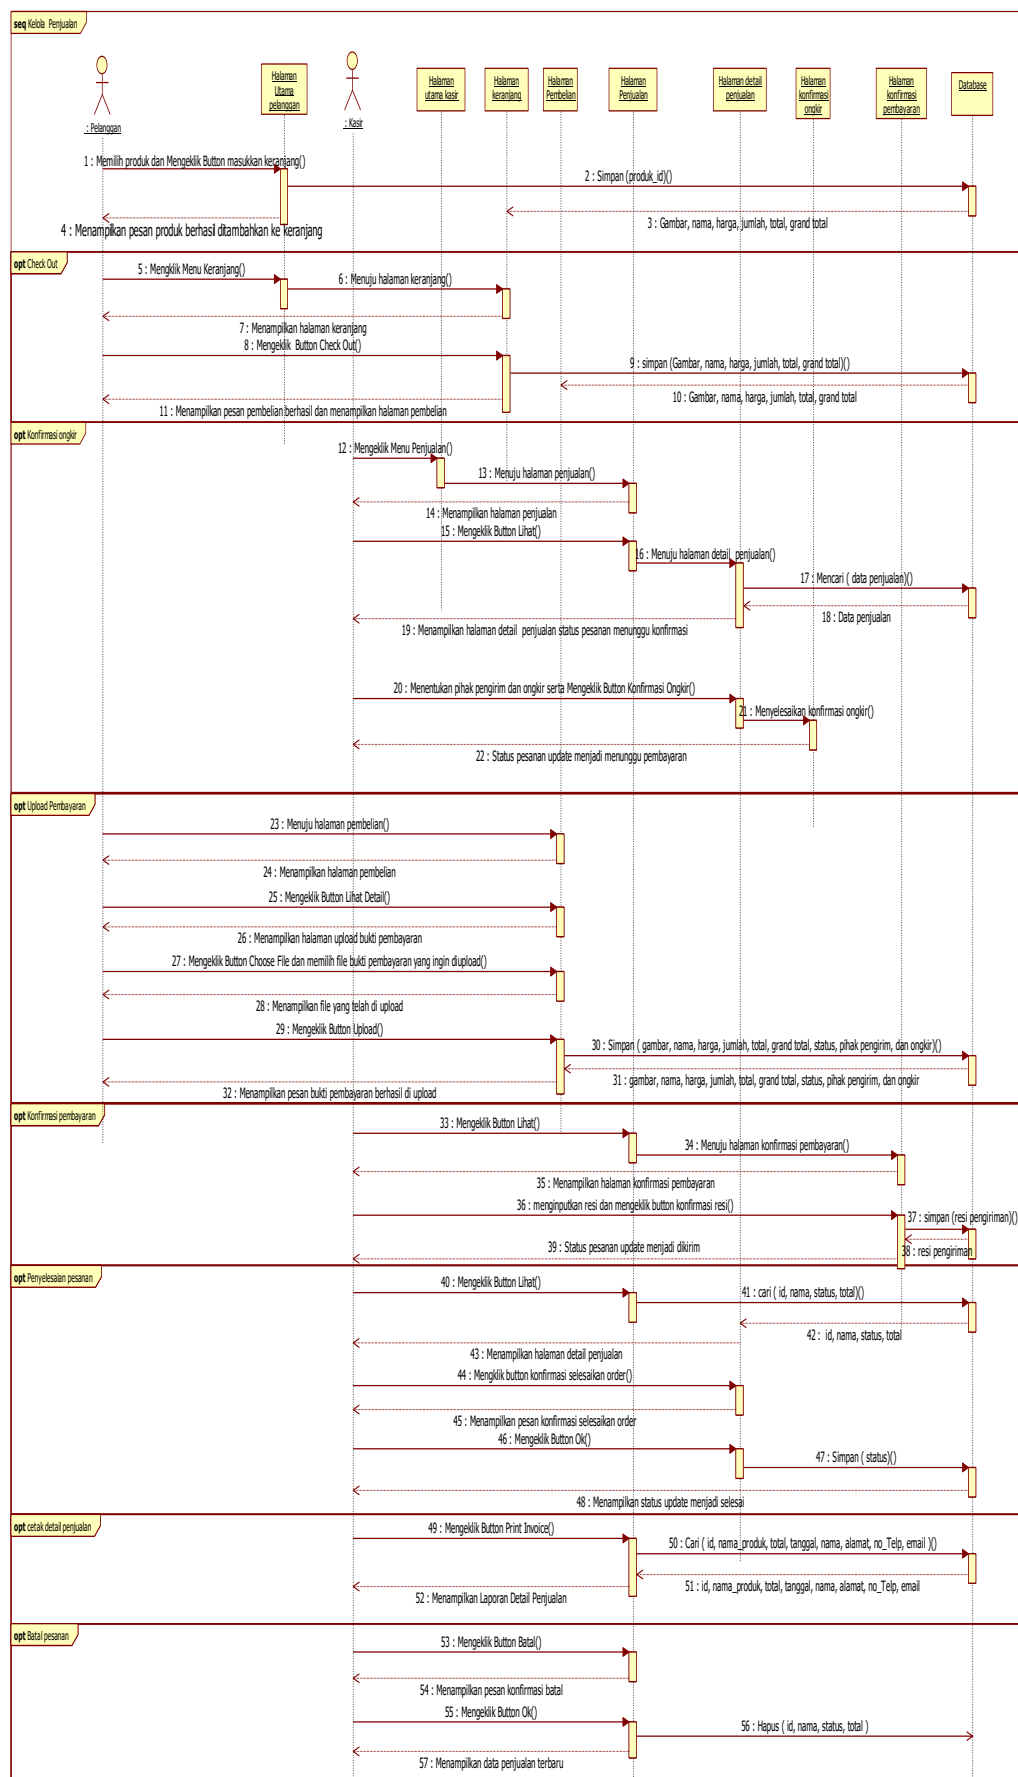 seq Kelola Penjualan
: Pelanggan
Halaman
Utama
pelanggan
: Kasir
Halaman
utama kasir
Halaman
keranjang
Halaman
Pembelian
Halaman
Penjualan
Halaman detail
penjualan
Halaman
konfirmasi
ongkir
Halaman
konfirmasi
pembayaran
Database
1 : Memilih produk dan Mengeklik Button masukkan keranjang()
2 : Simpan (produk_id)()
3 : Gambar, nama, harga, jumlah, total, grand total
4 : Menampilkan pesan produk berhasil ditambahkan ke keranjang
opt Check Out
5 : Mengklik Menu Keranjang()
6 : Menuju halaman keranjang()
7 : Menampilkan halaman keranjang
8 : Mengeklik Button Check Out()
9 : simpan (Gambar, nama, harga, jumlah, total, grand total)()
10 : Gambar, nama, harga, jumlah, total, grand total
11 : Menampilkan pesan pembelian berhasil dan menampilkan halaman pembelian
opt Konfirmasi ongkir
12 : Mengeklik Menu Penjualan()
13 : Menuju halaman penjualan()
14 : Menampilkan halaman penjualan
15 : Mengeklik Button Lihat()
16 : Menuju halaman detail penjualan()
17 : Mencari ( data penjualan)()
18 : Data penjualan
19 : Menampilkan halaman detail penjualan status pesanan menunggu konfirmasi
20 : Menentukan pihak pengirim dan ongkir serta Mengeklik Button Konfirmasi Ongkir()
21 : Menyelesaikan konfirmasi ongkir()
22 : Status pesanan update menjadi menunggu pembayaran
opt Upload Pembayaran
23 : Menuju halaman pembelian()
24 : Menampilkan halaman pembelian
25 : Mengeklik Button Lihat Detail()
26 : Menampilkan halaman upload bukti pembayaran
27 : Mengeklik Button Choose File dan memilih file bukti pembayaran yang ingin diupload()
28 : Menampilkan file yang telah di upload
29 : Mengeklik Button Upload()
30 : Simpan ( gambar, nama, harga, jumlah, total, grand total, status, pihak pengirim, dan ongkir)()
31 : gambar, nama, harga, jumlah, total, grand total, status, pihak pengirim, dan ongkir
32 : Menampilkan pesan bukti pembayaran berhasil di upload
opt Konfirmasi pembayaran
33 : Mengeklik Button Lihat()
34 : Menuju halaman konfirmasi pembayaran()
35 : Menampilkan halaman konfirmasi pembayaran
36 : menginputkan resi dan mengeklik button konfirmasi resi()
37 : simpan (resi pengiriman)()
38 : resi pengiriman
39 : Status pesanan update menjadi dikirim
opt Penyelesaian pesanan
40 : Mengeklik Button Lihat()
41 : cari ( id, nama, status, total)()
42 : id, nama, status, total
43 : Menampilkan halaman detail penjualan
44 : Mengklik button konfirmasi selesaikan order()
45 : Menampilkan pesan konfirmasi selesaikan order
46 : Mengeklik Button Ok()
47 : Simpan ( status)()
48 : Menampilkan status update menjadi selesai
opt cetak detail penjualan
49 : Mengeklik Button Print Invoice()
50 : Cari ( id, nama_produk, total, tanggal, nama, alamat, no_Telp, email )()
51 : id, nama_produk, total, tanggal, nama, alamat, no_Telp, email
52 : Menampilkan Laporan Detail Penjualan
opt Batal pesanan
53 : Mengeklik Button Batal()
54 : Menampilkan pesan konfirmasi batal
55 : Mengeklik Button Ok()
56 : Hapus ( id, nama, status, total )
57 : Menampilkan data penjualan terbaru